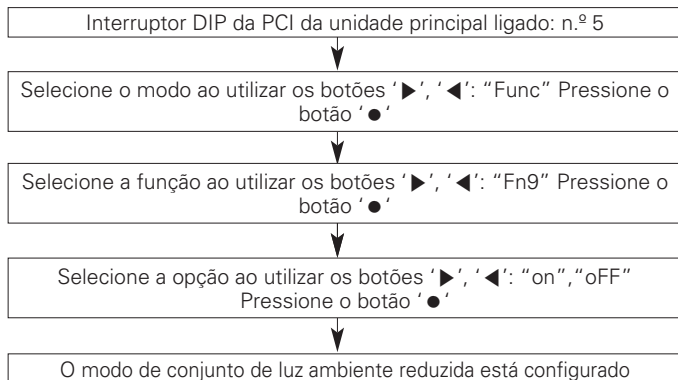 Interruptor DIP da PCI da unidade principal ligado: n.º 5
Selecione o modo ao utilizar os botões ‘▶’, ‘◀’: “Func” Pressione o
botão ‘●‘
Selecione a função ao utilizar os botões ‘▶’, ‘◀’: “Fn9” Pressione o
botão ‘●‘
Selecione a opção ao utilizar os botões ‘▶’, ‘◀’: “on”,“oFF”
Pressione o botão ‘●‘
O modo de conjunto de luz ambiente reduzida está configurado